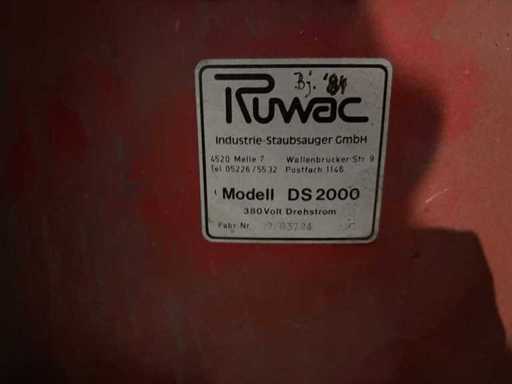 Bj. '84
Ruwac
Industrie-Staubsauger GmbH
4520 Melle 7 Wallenbrücker Str. 9
Tel 05226/5532 Postfach 1146
Modell DS 2000
380 Volt Drehstrom
Fabr. Nr.